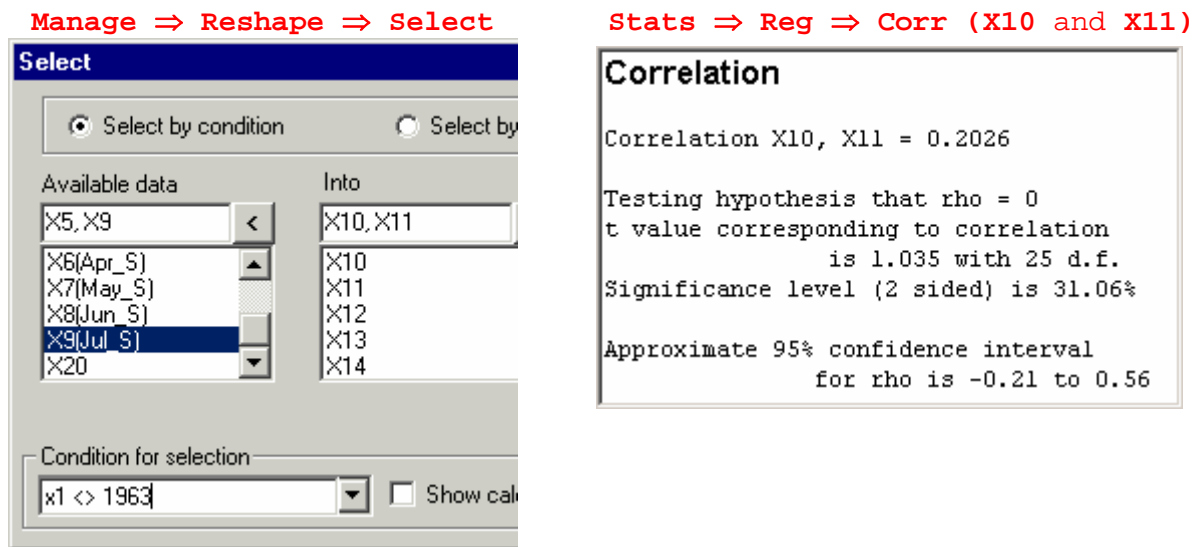 Manage ⇒ Reshape ⇒ Select
Select
Select by condition
Select by
Available data
Into
X5, X9
<
X10, X11
X6(Apr_S)
X7(May_S)
X8(Jun_S)
X9(Jul_S)
X20
X10
X11
X12
X13
X14
Condition for selection
x1 <> 1963
Show cal
Stats ⇒ Reg ⇒ Corr (X10 and X11)
Correlation
Correlation X10, X11 = 0.2026
Testing hypothesis that rho = 0
t value corresponding to correlation
is 1.035 with 25 d.f.
Significance level (2 sided) is 31.06%
Approximate 95% confidence interval
for rho is -0.21 to 0.56